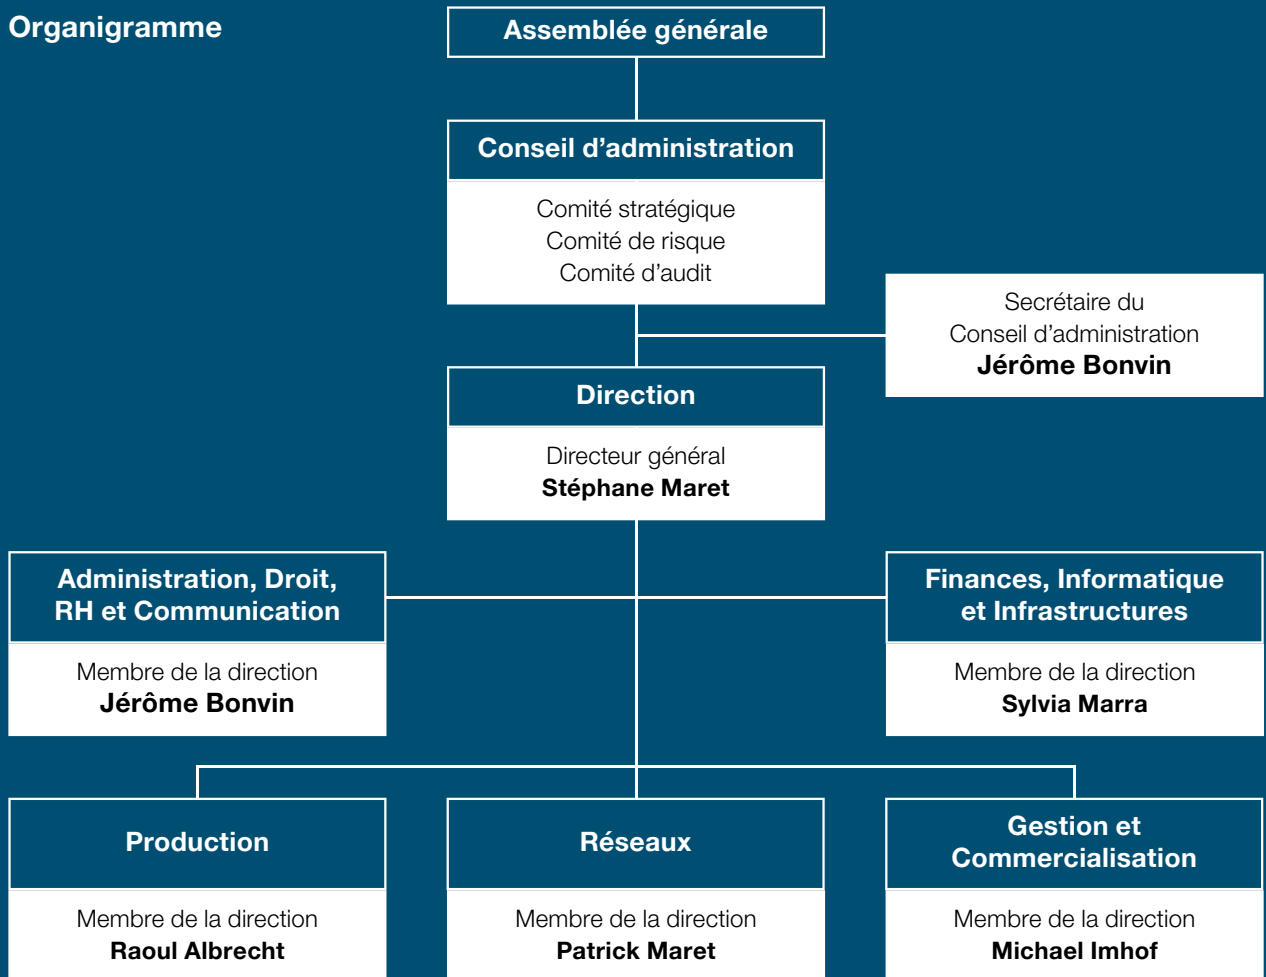 Organigramme
Assemblée générale
Conseil d’administration
Comité stratégique
Comité de risque
Comité d’audit
Secrétaire du
Conseil d’administration
Jérôme Bonvin
Direction
Directeur général
Stéphane Maret
Administration, Droit,
RH et Communication
Membre de la direction
Jérôme Bonvin
Finances, Informatique
et Infrastructures
Membre de la direction
Sylvia Marra
Production
Membre de la direction
Raoul Albrecht
Réseaux
Membre de la direction
Patrick Maret
Gestion et
Commercialisation
Membre de la direction
Michael Imhof